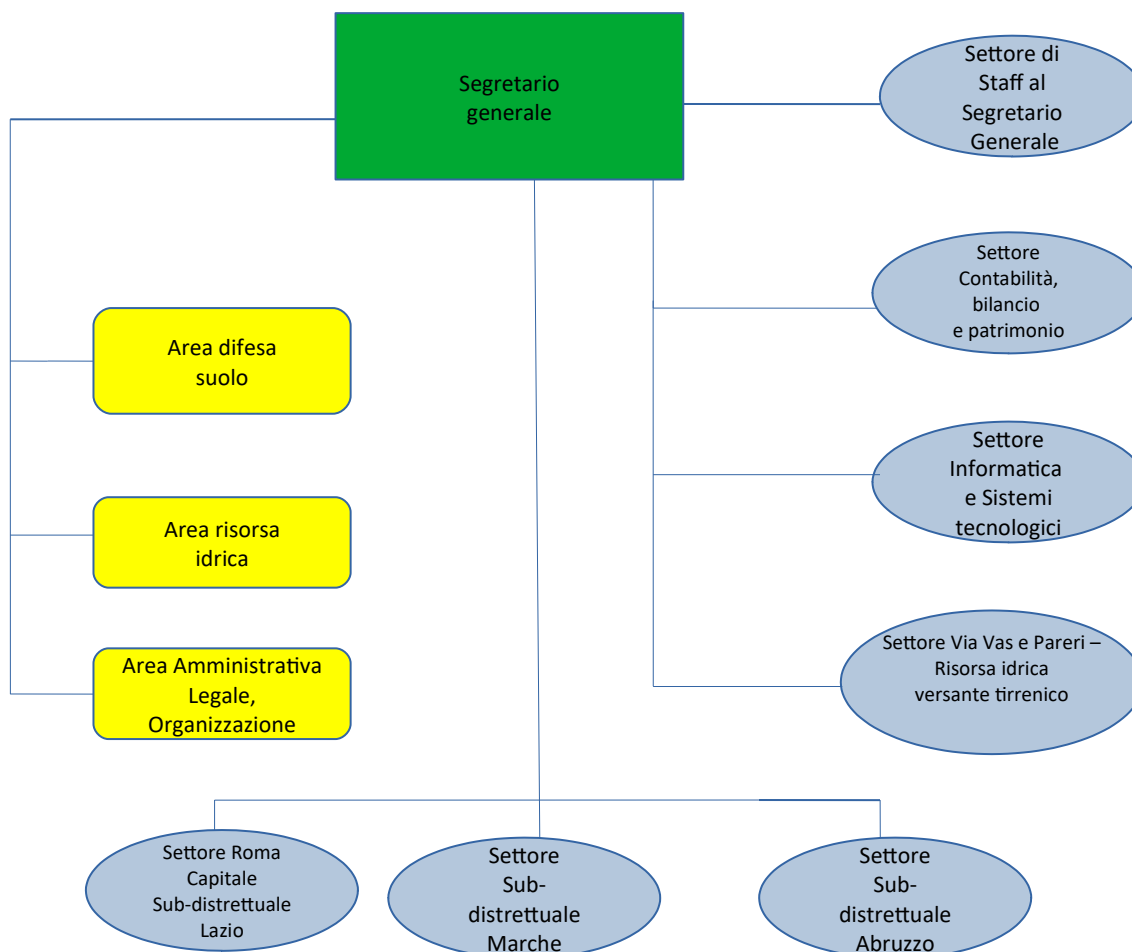 Segretario
generale
Settore di
Staff al
Segretario
Generale
Settore
Contabilità,
bilancio
e patrimonio
Area difesa
suolo
Settore
Informatica
e Sistemi
tecnologici
Area risorsa
idrica
Settore Via Vas e Pareri –
Risorsa idrica
versante tirrenico
Area Amministrativa
Legale,
Organizzazione
Settore Roma
Capitale
Sub-distrettuale
Lazio
Settore
Sub-
distrettuale
Marche
Settore
Sub-
distrettuale
Abruzzo